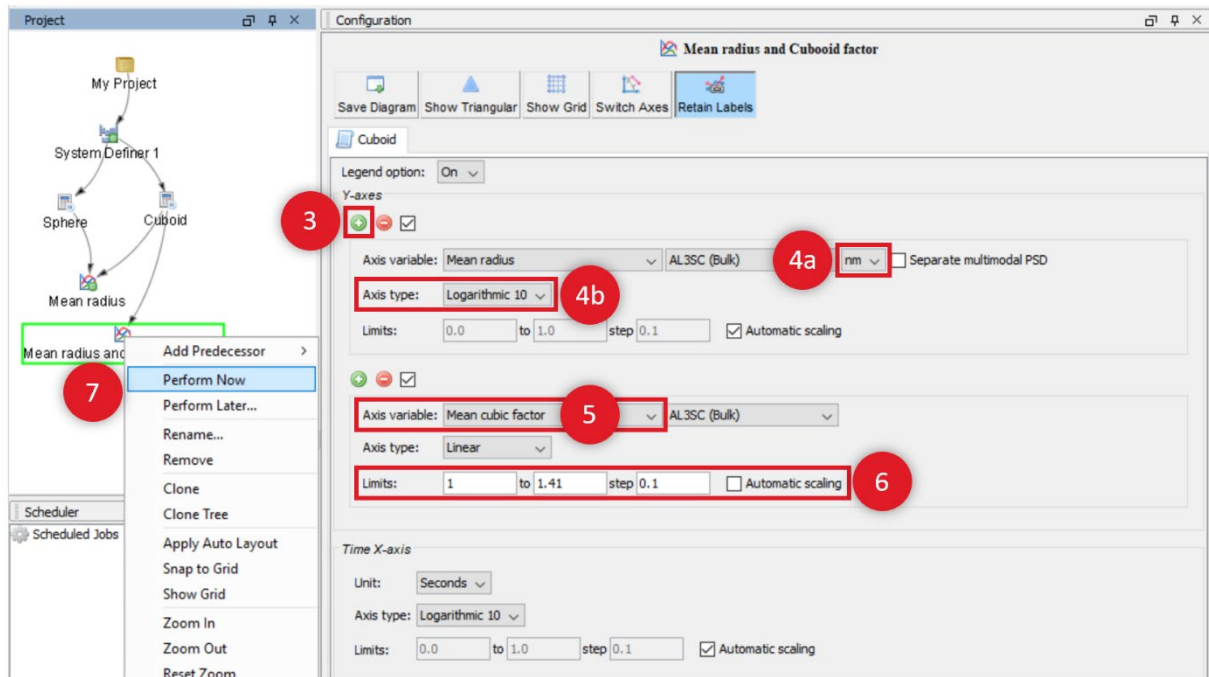 Project
My Project
System Definer 1
Sphere
Cuboid
Mean radius
Mean radius and
7
Add Predecessor >
Perform Now
Perform Later...
Rename...
Remove
Clone
Clone Tree
Apply Auto Layout
Snap to Grid
Show Grid
Zoom In
Zoom Out
Reset Zoom
Scheduler
Scheduled Jobs
Configuration
Mean radius and Cubooid factor
Save Diagram Show Triangular Show Grid Switch Axes Retain Labels
Cuboid
Legend option: On
Y-axes
3
Axis variable: Mean radius AL3SC (Bulk) 4a nm Separate multimodal PSD
Axis type: Logarithmic 10 4b
Limits: 0.0 to 1.0 step 0.1 Automatic scaling
Axis variable: Mean cubic factor 5 AL3SC (Bulk)
Axis type: Linear
Limits: 1 to 1.41 step 0.1 Automatic scaling 6
Time X-axis
Unit: Seconds
Axis type: Logarithmic 10
Limits: 0.0 to 1.0 step 0.1 Automatic scaling